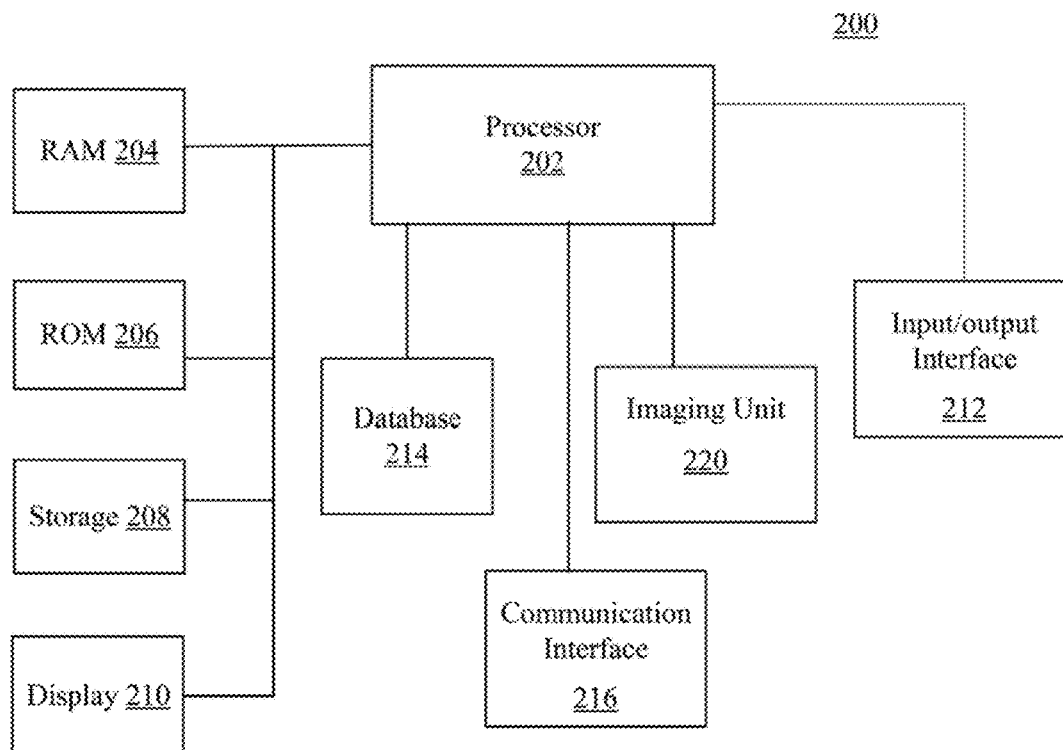 200
Processor
202
RAM 204
ROM 206
Storage 208
Display 210
Database
214
Imaging Unit
220
Input/output
Interface
212
Communication
Interface
216